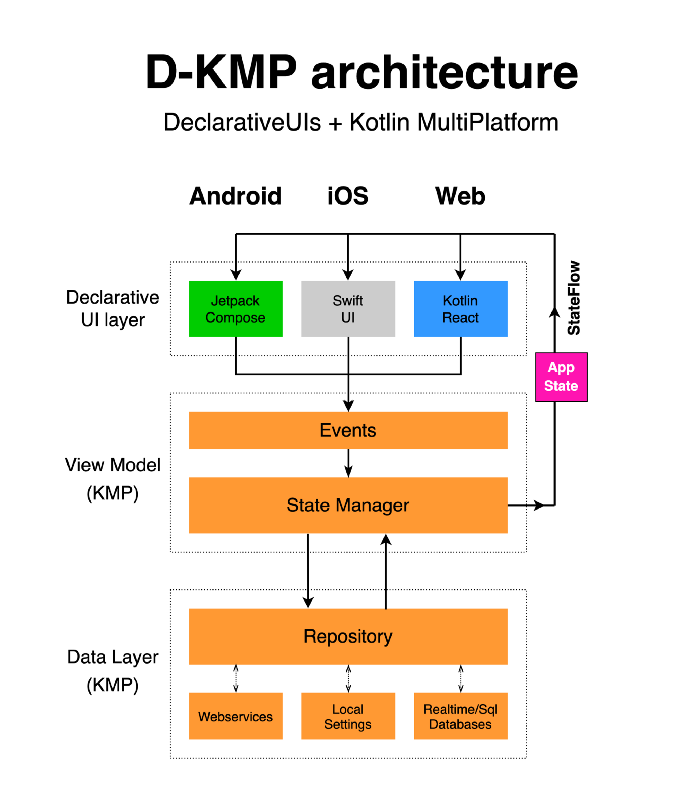 D-KMP architecture
DeclarativeUIs + Kotlin MultiPlatform
Android
iOS
Web
Declarative
UI layer
Jetpack
Compose
Swift
UI
Kotlin
React
StateFlow
App
State
View Model
(KMP)
Events
State Manager
Data Layer
(KMP)
Repository
Webservices
Local
Settings
Realtime/Sql
Databases